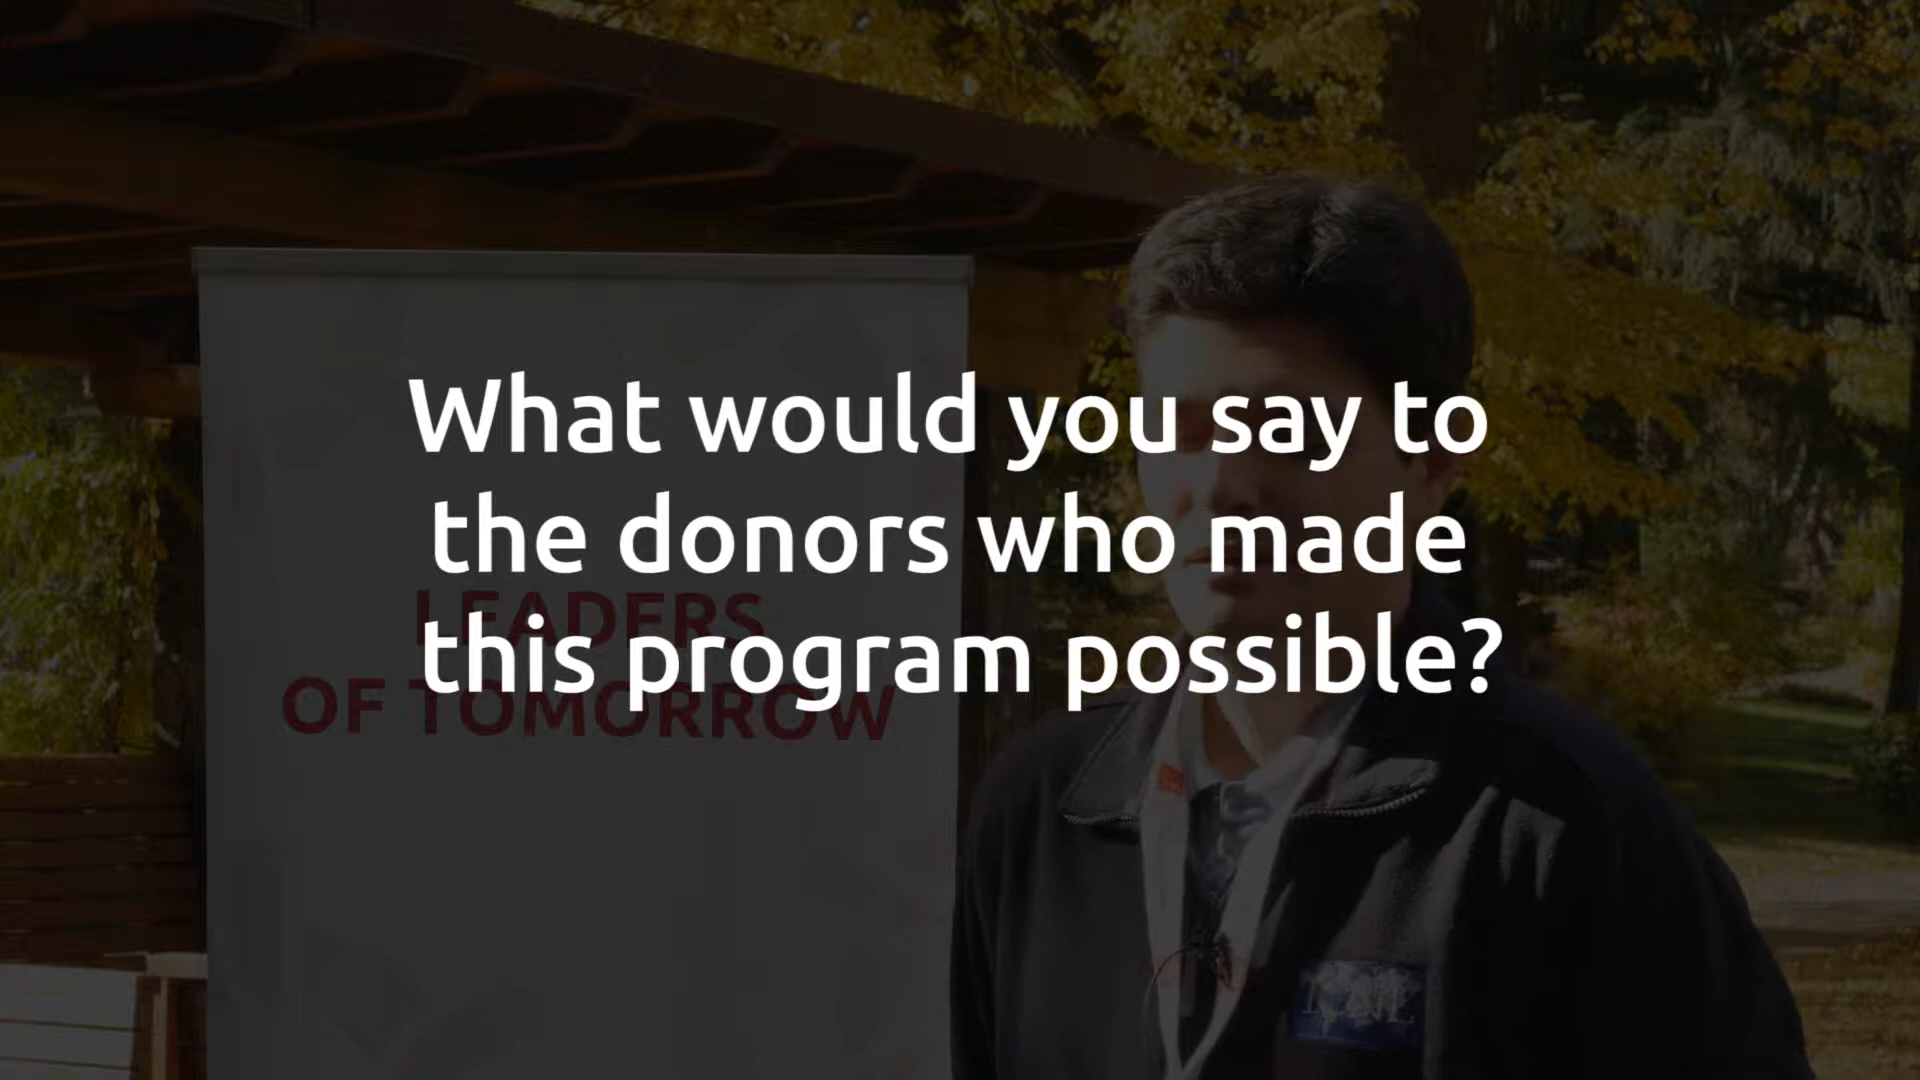 What would you say to
the donors who made
this program possible?
LEADERS
OF TOMORROW